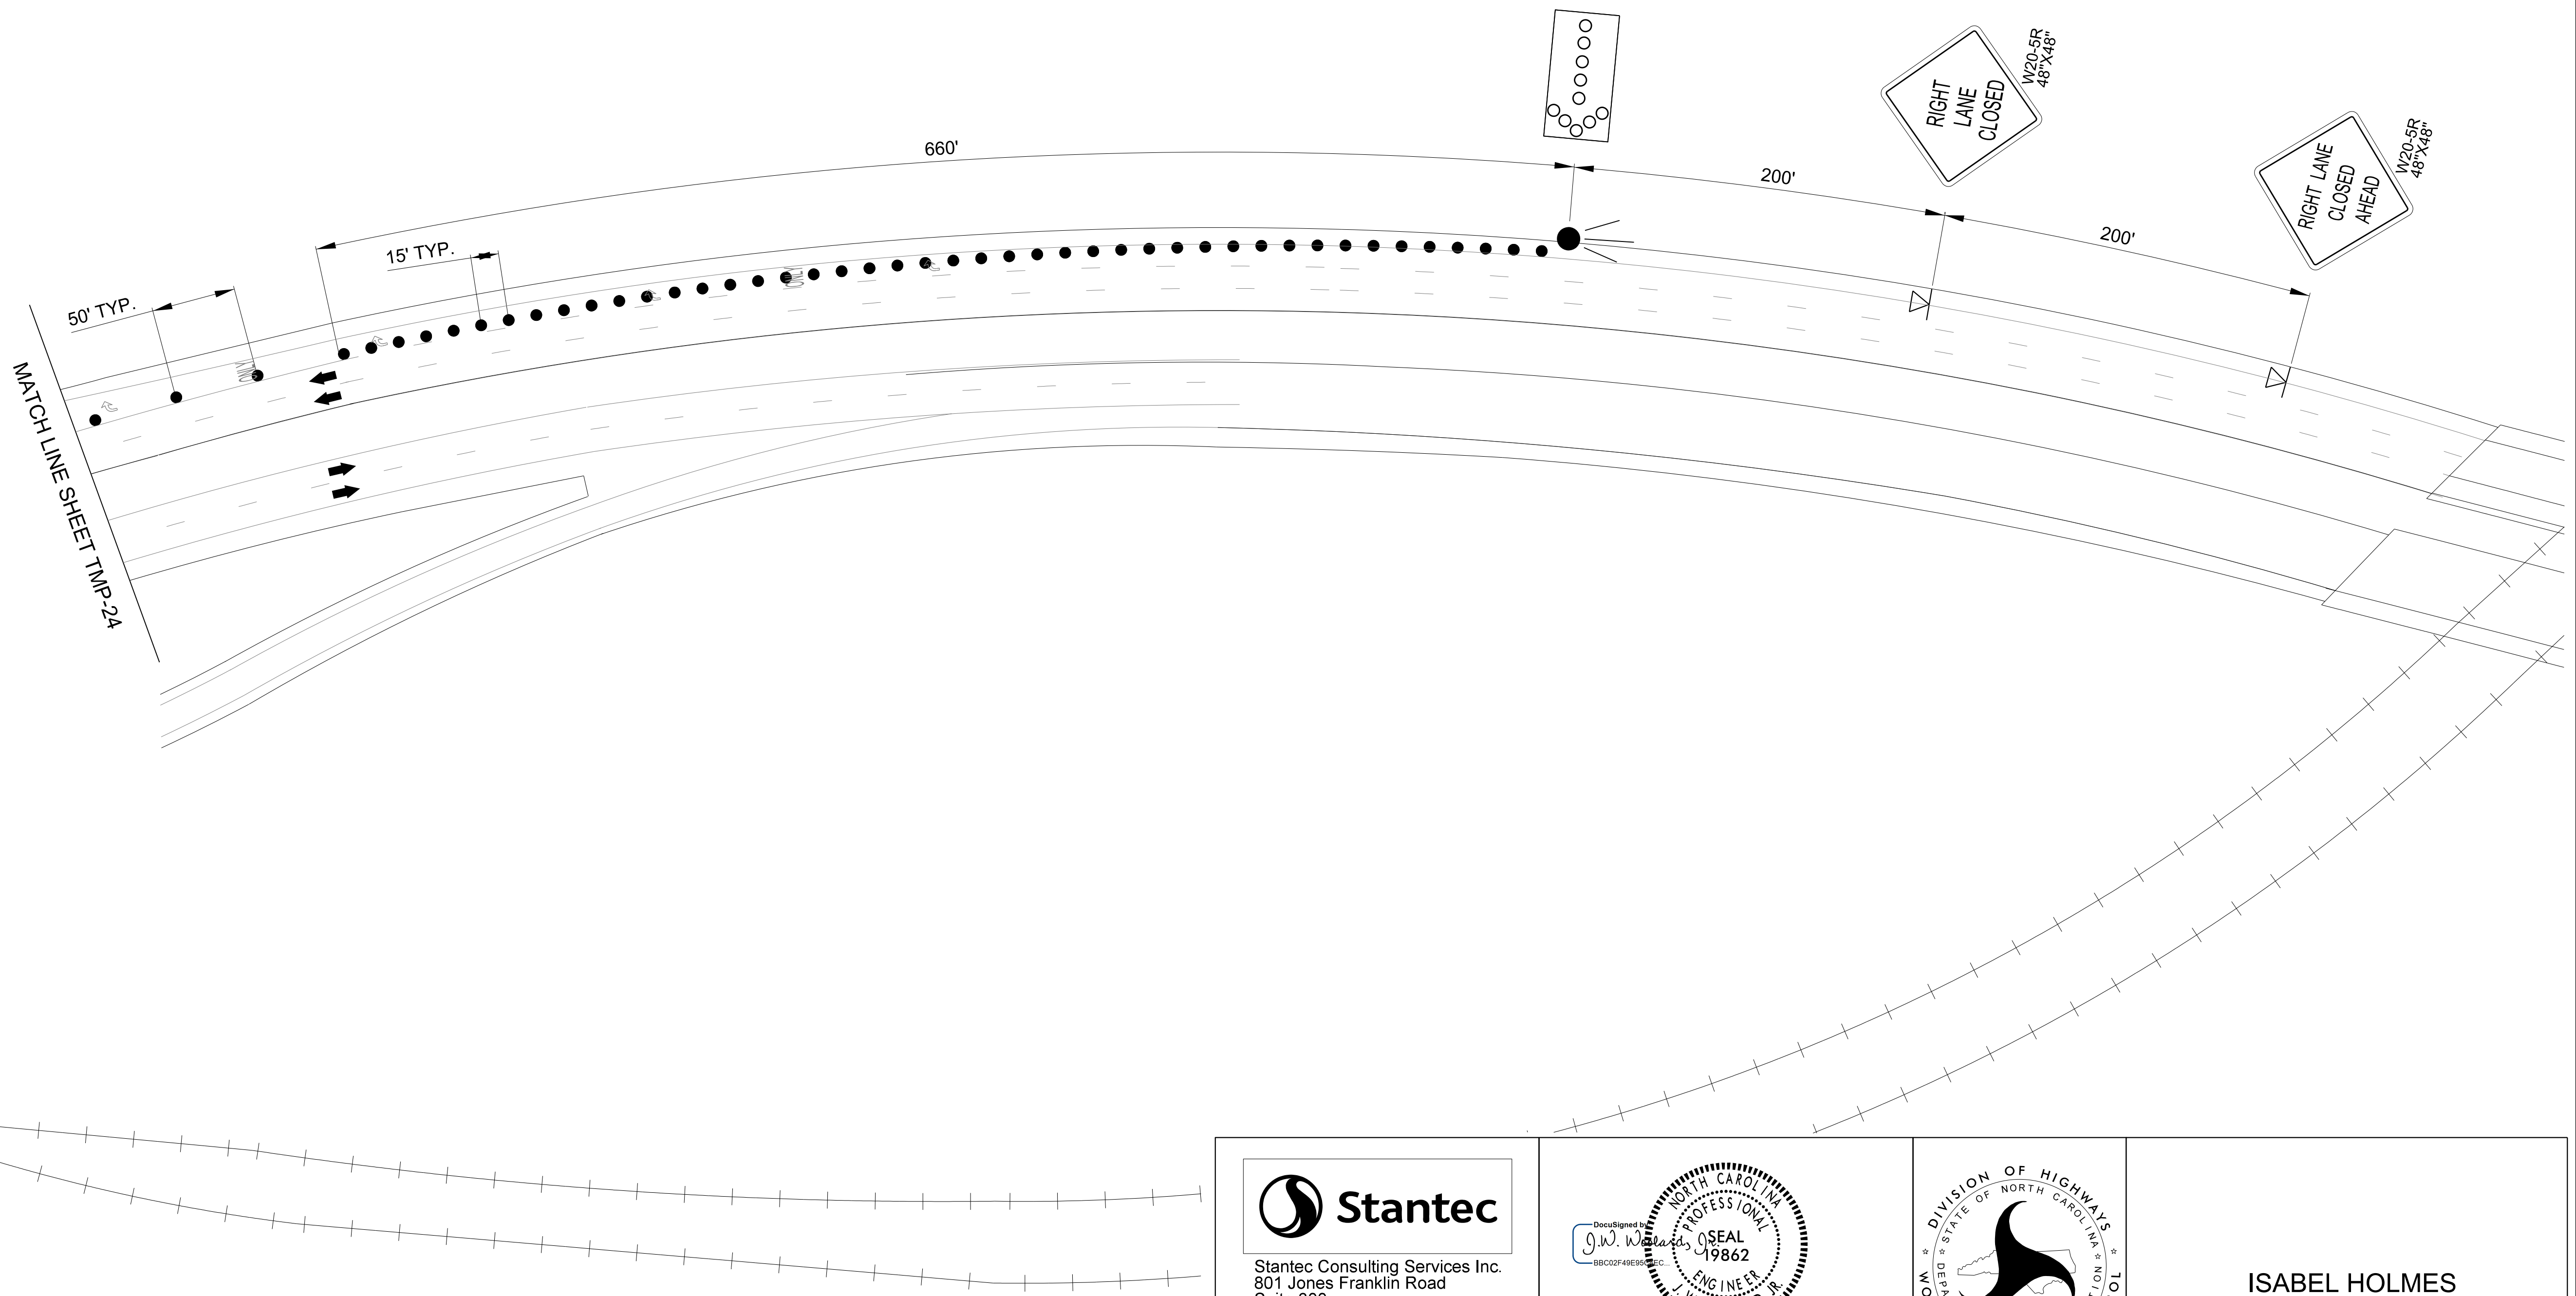 660'
200'
200'
15' TYP.
50' TYP.
MATCH LINE SHEET TMP-24
RIGHT
LANE
CLOSED
W20-5R
48"X48"
RIGHT LANE
CLOSED
AHEAD
W20-5R
48"X48"
ONLY
ONLY
Stantec
Stantec Consulting Services Inc.
801 Jones Franklin Road
NORTH CAROLINA
PROFESSIONAL
SEAL
19862
ENGINEER
DocuSigned by
DIVISION OF HIGHWAYS
STATE OF NORTH CAROLINA
ISABEL HOLMES